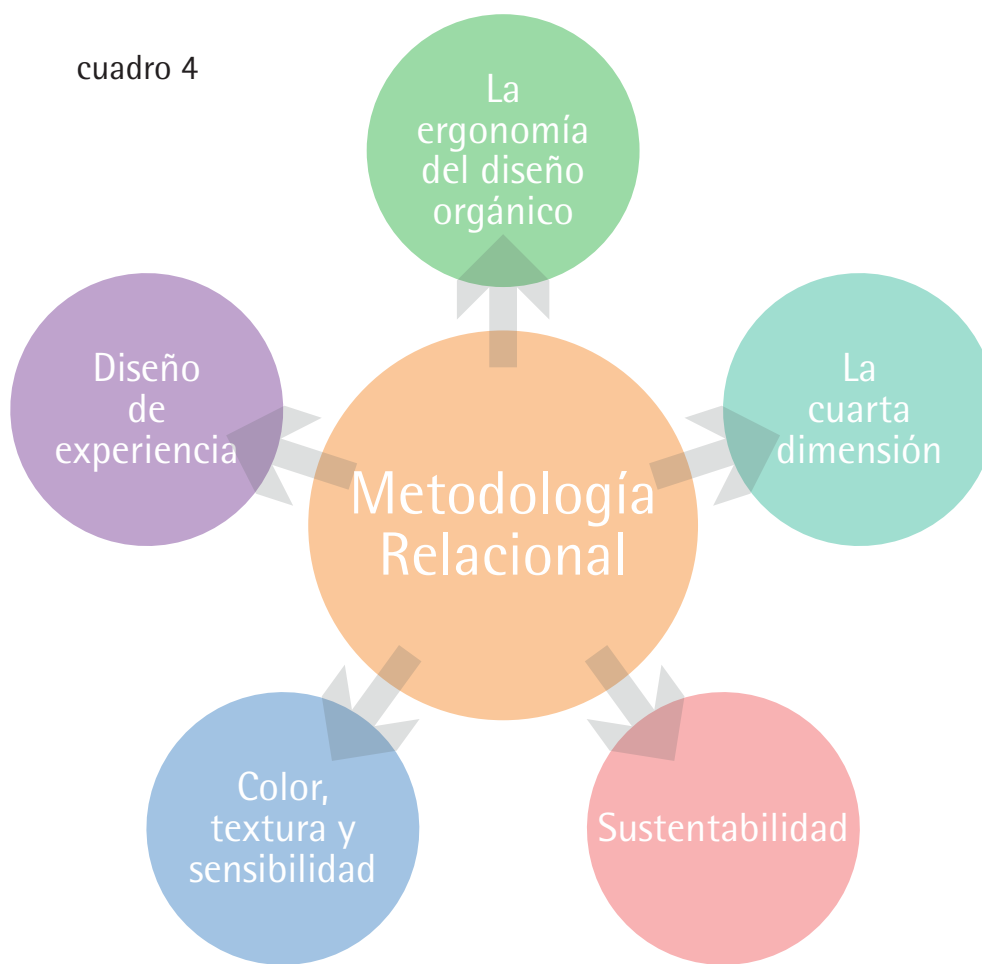 cuadro 4
La
ergonomía
del diseño
orgánico
Diseño
de
experiencia
La
cuarta
dimensión
Metodología
Relacional
Color,
textura y
sensibilidad
Sustentabilidad